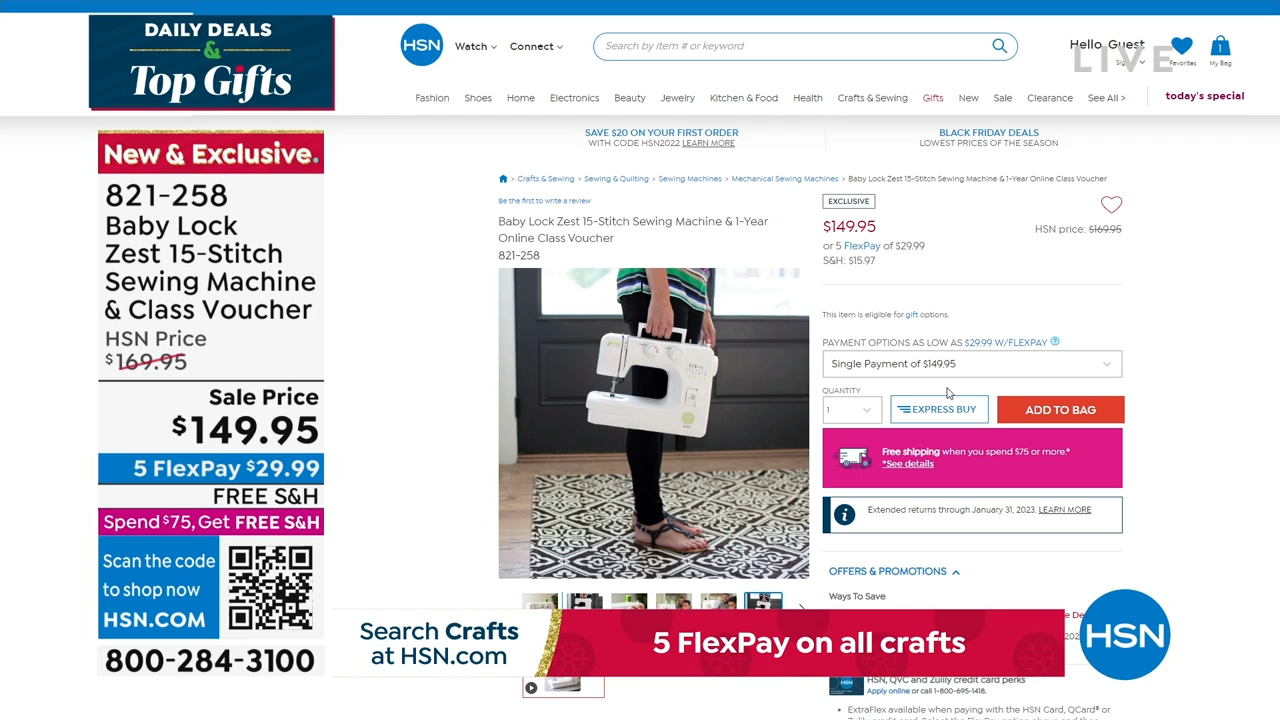 DAILY DEALS
&
Top Gifts
HSN
Watch
Connect
Search by item # or keyword
Hello, Guest
LIVE
Favorites
1
My Bag
Fashion
Shoes
Home
Electronics
Beauty
Jewelry
Kitchen & Food
Health
Crafts & Sewing
Gifts
New
Sale
Clearance
See All >
today's special
SAVE $20 ON YOUR FIRST ORDER
WITH CODE HSN2022 LEARN MORE
BLACK FRIDAY DEALS
LOWEST PRICES OF THE SEASON
New & Exclusive.
821-258
Baby Lock
Zest 15-Stitch
Sewing Machine
& Class Voucher
HSN Price
$169.95
Sale Price
$149.95
5 FlexPay $29.99
FREE S&H
Spend $75, Get FREE S&H
Scan the code
to shop now
HSN.COM
800-284-3100
> Crafts & Sewing > Sewing & Quilting > Sewing Machines > Mechanical Sewing Machines > Baby Lock Zest 15-Stitch Sewing Machine & 1-Year Online Class Voucher
Be the first to write a review
Baby Lock Zest 15-Stitch Sewing Machine & 1-Year
Online Class Voucher
821-258
EXCLUSIVE
$149.95
HSN price: $169.95
or 5 FlexPay of $29.99
S&H: $15.97
This item is eligible for gift options.
PAYMENT OPTIONS AS LOW AS $29.99 W/FLEXPAY ?
Single Payment of $149.95
QUANTITY
1
EXPRESS BUY
ADD TO BAG
Free shipping when you spend $75 or more.*
*See details
Extended returns through January 31, 2023. LEARN MORE
OFFERS & PROMOTIONS
Ways To Save
Search Crafts
at HSN.com
5 FlexPay on all crafts
HSN
HSN, QVC and Zulily credit card perks
Apply online or call 1-800-695-1418.
• ExtraFlex available when paying with the HSN Card, QCard® or